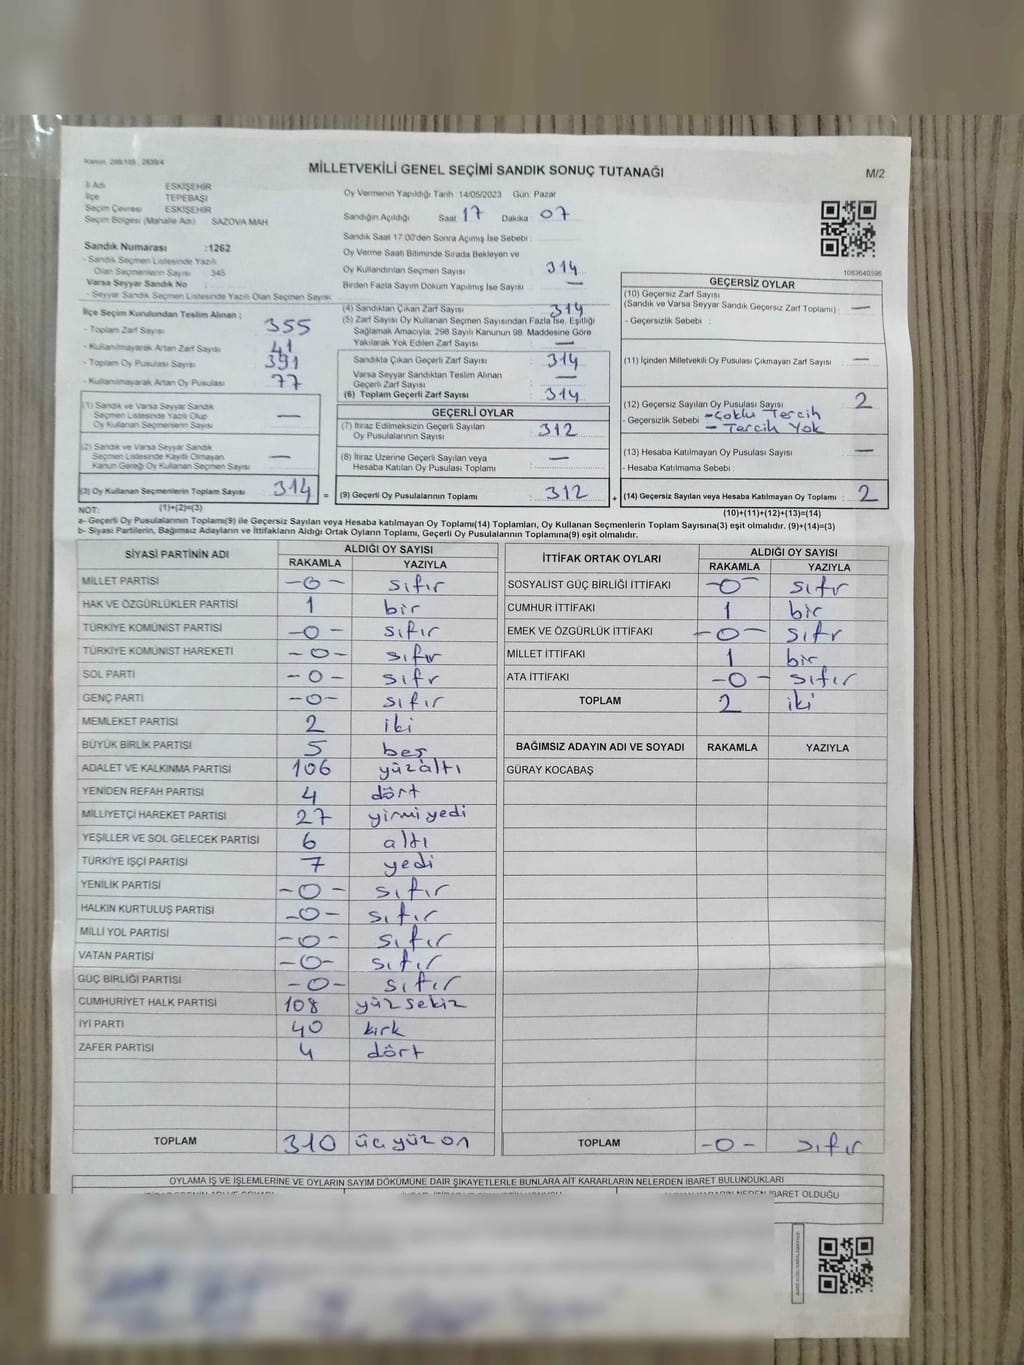 Kanun: 298/105 , 2839/4
MİLLETVEKİLİ GENEL SEÇİMİ SANDIK SONUÇ TUTANAĞI
M/2
İli Adı ESKİŞEHİR
İlçe TEPEBAŞI
Seçim Çevresi ESKİŞEHİR
Seçim Bölgesi (Mahalle Adı) SAZOVA MAH
Oy Vermenin Yapıldığı Tarih 14/05/2023 Gün Pazar
Sandığın Açıldığı Saat 17 Dakika 07
Sandık Saat 17:00'den Sonra Açılmış İse Sebebi
Sandık Numarası :1262
- Sandık Seçmen Listesinde Yazılı
Olan Seçmenlerin Sayısı 345
Varsa Seyyar Sandık No
- Seyyar Sandık Seçmen Listesinde Yazılı Olan Seçmen Sayısı
Oy Verme Saati Bitiminde Sırada Bekleyen ve
Oy Kullandırılan Seçmen Sayısı 314
Birden Fazla Sayım Döküm Yapılmış İse Sayısı —
1083640596
İlçe Seçim Kurulundan Teslim Alınan ;
- Toplam Zarf Sayısı 355
- Kullanılmayarak Artan Zarf Sayısı 41
- Toplam Oy Pusulası Sayısı 391
- Kullanılmayarak Artan Oy Pusulası 77
(4) Sandıktan Çıkan Zarf Sayısı 314
(5) Zarf Sayısı Oy Kullanan Seçmen Sayısından Fazla İse, Eşitliği
Sağlamak Amacıyla; 298 Sayılı Kanunun 98. Maddesine Göre
Yakılarak Yok Edilen Zarf Sayısı —
Sandıkta Çıkan Geçerli Zarf Sayısı 314
Varsa Seyyar Sandıktan Teslim Alınan
Geçerli Zarf Sayısı —
(6) Toplam Geçerli Zarf Sayısı 314
GEÇERSİZ OYLAR
(10) Geçersiz Zarf Sayısı
(Sandık ve Varsa Seyyar Sandık Geçersiz Zarf Toplamı) —
- Geçersizlik Sebebi :
(11) İçinden Milletvekili Oy Pusulası Çıkmayan Zarf Sayısı —
(12) Geçersiz Sayılan Oy Pusulası Sayısı 2
- Geçersizlik Sebebi - Çoklu Tercih
- Tercih Yok
(13) Hesaba Katılmayan Oy Pusulası Sayısı —
- Hesaba Katılmama Sebebi :
(1) Sandık ve Varsa Seyyar Sandık
Seçmen Listesinde Yazılı Olup
Oy Kullanan Seçmenlerin Sayısı —
(2) Sandık ve Varsa Seyyar Sandık
Seçmen Listesinde Kayıtlı Olmayan
Kanun Gereği Oy Kullanan Seçmen Sayısı —
GEÇERLİ OYLAR
(7) İtiraz Edilmeksizin Geçerli Sayılan
Oy Pusulalarının Sayısı 312
(8) İtiraz Üzerine Geçerli Sayılan veya
Hesaba Katılan Oy Pusulası Toplamı —
(3) Oy Kullanan Seçmenlerin Toplam Sayısı 314 = (9) Geçerli Oy Pusulalarının Toplamı 312 + (14) Geçersiz Sayılan veya Hesaba Katılmayan Oy Toplamı 2
NOT: (1)+(2)=(3)
(10)+(11)+(12)+(13)=(14)
a- Geçerli Oy Pusulalarının Toplamı(9) ile Geçersiz Sayılan veya Hesaba katılmayan Oy Toplamı(14) Toplamları, Oy Kullanan Seçmenlerin Toplam Sayısına(3) eşit olmalıdır. (9)+(14)=(3)
b- Siyasi Partilerin, Bağımsız Adayların ve İttifakların Aldığı Ortak Oyların Toplamı, Geçerli Oy Pusulalarının Toplamına(9) eşit olmalıdır.
SİYASİ PARTİNİN ADI ALDIĞI OY SAYISI
RAKAMLA YAZIYLA
MİLLET PARTİSİ -0- sıfır
HAK VE ÖZGÜRLÜKLER PARTİSİ 1 bir
TÜRKİYE KOMÜNİST PARTİSİ -0- sıfır
TÜRKİYE KOMÜNİST HAREKETİ -0- sıfır
SOL PARTİ -0- sıfr
GENÇ PARTİ -0- sıfır
MEMLEKET PARTİSİ 2 iki
BÜYÜK BİRLİK PARTİSİ 5 beş
ADALET VE KALKINMA PARTİSİ 106 yüzaltı
YENİDEN REFAH PARTİSİ 4 dört
MİLLİYETÇİ HAREKET PARTİSİ 27 yirmi yedi
YEŞİLLER VE SOL GELECEK PARTİSİ 6 altı
TÜRKİYE İŞÇİ PARTİSİ 7 yedi
YENİLİK PARTİSİ -0- sıfır
HALKIN KURTULUŞ PARTİSİ -0- sıfır
MİLLİ YOL PARTİSİ -0- sıfır
VATAN PARTİSİ -0- sıfır
GÜÇ BİRLİĞİ PARTİSİ -0- sıfır
CUMHURİYET HALK PARTİSİ 108 yüz sekiz
İYİ PARTİ 40 kırk
ZAFER PARTİSİ 4 dört
TOPLAM 310 üç yüz on
İTTİFAK ORTAK OYLARI ALDIĞI OY SAYISI
RAKAMLA YAZIYLA
SOSYALİST GÜÇ BİRLİĞİ İTTİFAKI -0- sıfır
CUMHUR İTTİFAKI 1 bir
EMEK VE ÖZGÜRLÜK İTTİFAKI -0- sıfr
MİLLET İTTİFAKI 1 bir
ATA İTTİFAKI -0- sıfır
TOPLAM 2 iki
BAĞIMSIZ ADAYIN ADI VE SOYADI RAKAMLA YAZIYLA
GÜRAY KOCABAŞ
TOPLAM -0- sıfır
OYLAMA İŞ VE İŞLEMLERİNE VE OYLARIN SAYIM DÖKÜMÜNE DAİR ŞİKAYETLERLE BUNLARA AİT KARARLARIN NELERDEN İBARET BULUNDUKLARI
NEDEN İBARET OLDUĞU